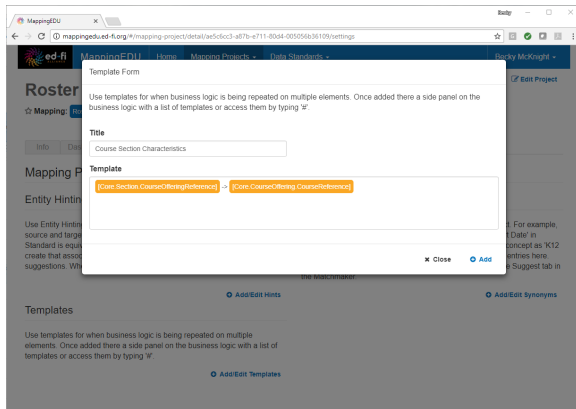 MappingEDU
Becky
mappingedu.ed-fi.org/#/mapping-project/detail/ae5c6cc3-a87b-e711-80d4-005056b36109/settings
ed-fi MappingEDU Home Mapping Projects Data Standards Becky McKnight
Template Form
Edit Project
Roster
Use templates for when business logic is being repeated on multiple elements. Once added there a side panel on the
business logic with a list of templates or access them by typing '#'.
Mapping:
Title
Course Section Characteristics
Info
Template
[Core.Section.CourseOfferingReference] -> [Core.CourseOffering.CourseReference]
Mapping P
Entity Hintin
Use Entity Hintin
d. For example,
source and targe
t Date' in
Standard is equiv
concept as 'K12
create that assoc
entries here.
suggestions. Wh
e Suggest tab in
Close Add
the Matchmaker.
Add/Edit Hints
Add/Edit Synonyms
Templates
Use templates for when business logic is being repeated on multiple
elements. Once added there a side panel on the business logic with a list of
templates or access them by typing '#'.
Add/Edit Templates